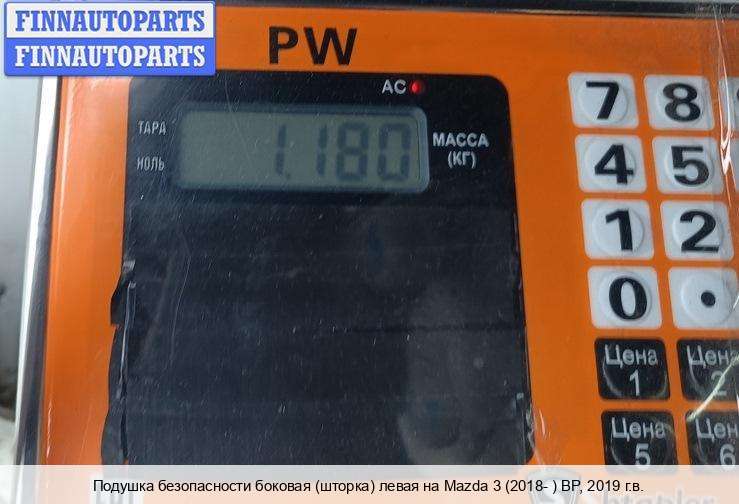 FINNAUTOPARTS
FINNAUTOPARTS
PW
AC
ТАРА
НОЛЬ
1.180
МАССА
(КГ)
7 8
4 5
1 2
0 .
Цена
1
Цена
2
Цена
5
Цена
6
Подушка безопасности боковая (шторка) левая на Mazda 3 (2018- ) BP, 2019 г.в.